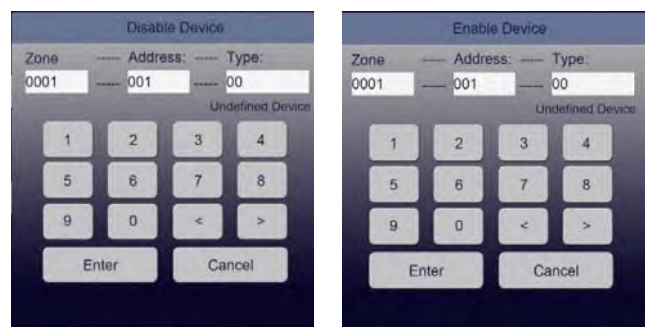 Disable Device
Zone ----- Address: ----- Type:
0001 ----- 001 ----- 00
Undefined Device
1 2 3 4
5 6 7 8
9 0 < >
Enter Cancel
Enable Device
Zone ----- Address: ----- Type:
0001 ----- 001 ----- 00
Undefined Device
1 2 3 4
5 6 7 8
9 0 < >
Enter Cancel